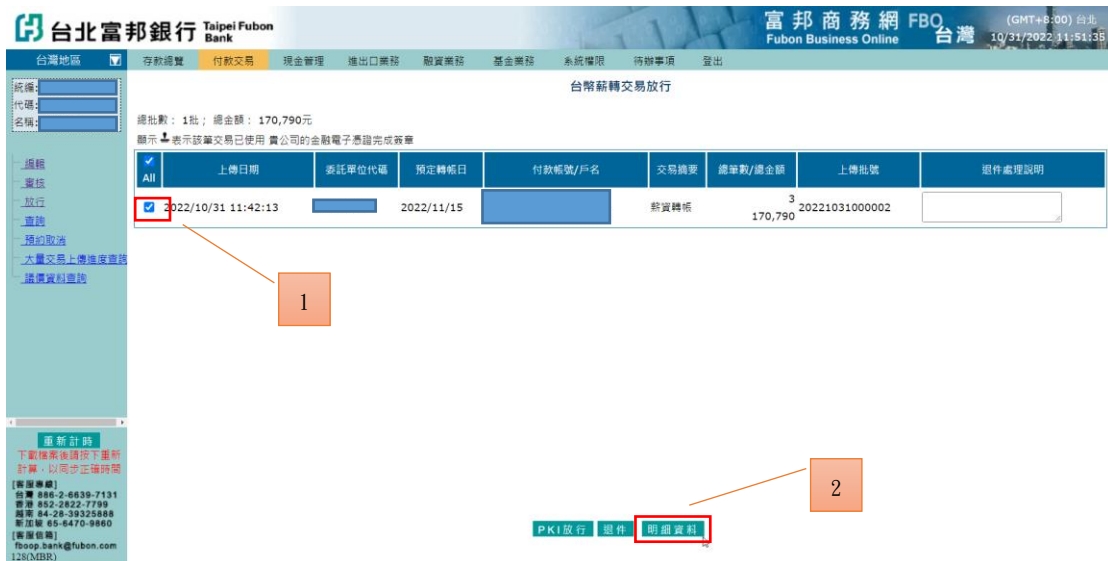 台北富邦銀行 Taipei Fubon Bank
富邦商務網 FBO台灣
Fubon Business Online
(GMT+8:00) 台北
10/31/2022 11:51:35
台灣地區
存款總覽 付款交易 現金管理 進出口業務 融資業務 基金業務 系統權限 待辦事項 登出
統編:
代碼:
名稱:
編輯
審核
放行
查詢
預約取消
大量交易上傳進度查詢
議價資料查詢
台幣薪轉交易放行
總批數： 1批； 總金額： 170,790元
顯示 表示該筆交易已使用 貴公司的金融電子憑證完成簽章
All 上傳日期 委託單位代碼 預定轉帳日 付款帳號/戶名 交易摘要 總筆數/總金額 上傳批號 退件處理說明
2022/10/31 11:42:13 2022/11/15 薪資轉帳 3 170,790 20221031000002
1
2
PKI放行 退件 明細資料
重新計時
下載檔案後請按下重新
計算，以同步正確時間
[客服專線]
台灣 886-2-6639-7131
香港 852-2822-7799
越南 84-28-39325888
新加坡 65-6470-9860
[客服信箱]
fboop.bank@fubon.com
128(MBR)